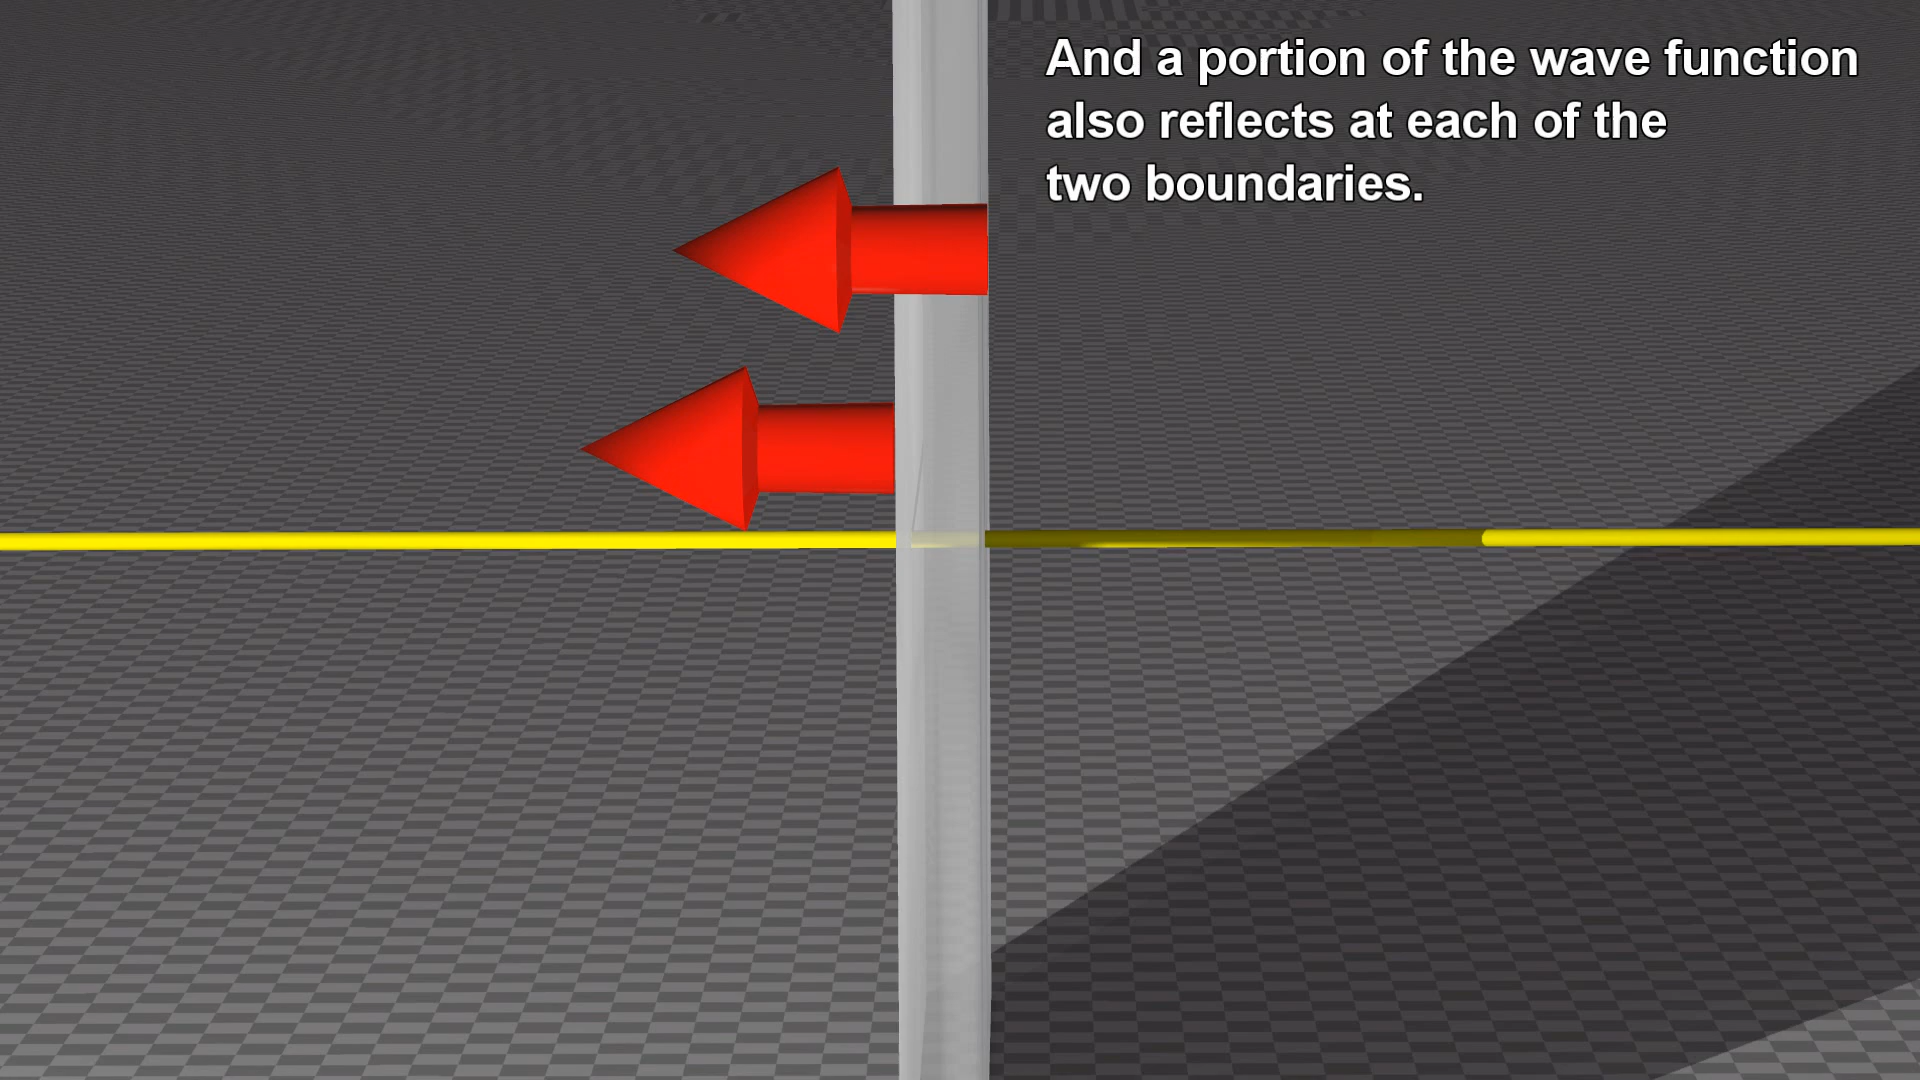 And a portion of the wave function
also reflects at each of the
two boundaries.